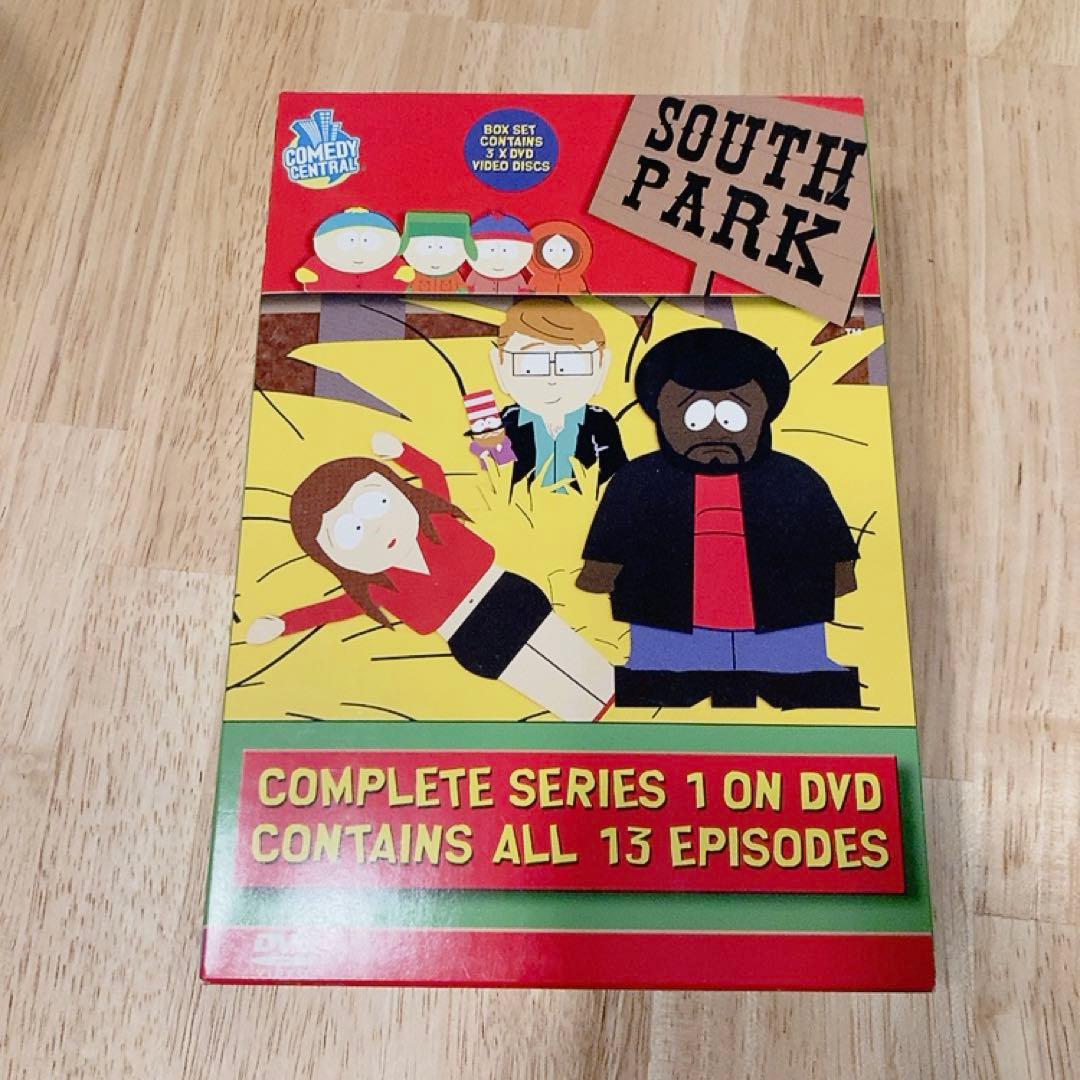 COMEDY
CENTRAL
BOX SET
CONTAINS
3 X DVD
VIDEO DISCS
SOUTH
PARK
TM
COMPLETE SERIES 1 ON DVD
CONTAINS ALL 13 EPISODES